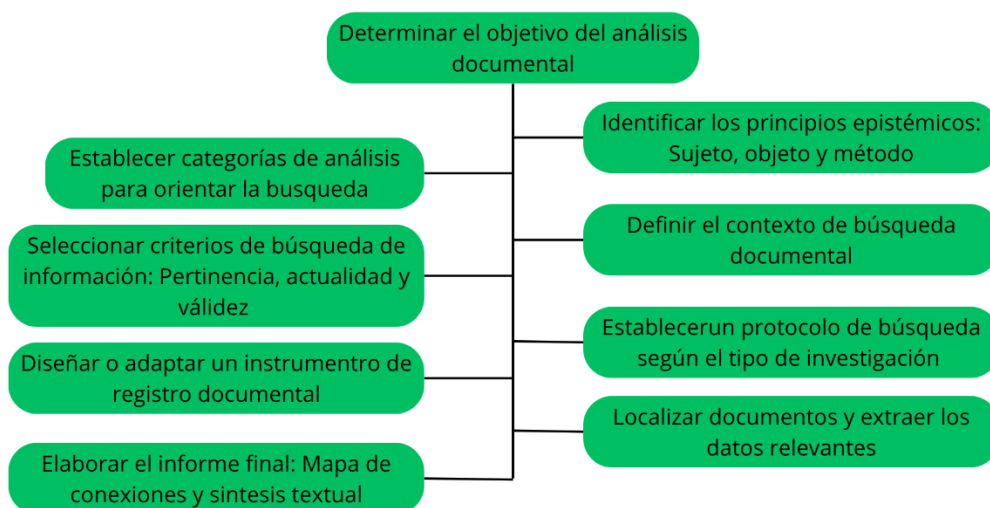 Determinar el objetivo del análisis
documental
Identificar los principios epistémicos:
Sujeto, objeto y método
Establecer categorías de análisis
para orientar la busqueda
Definir el contexto de búsqueda
documental
Seleccionar criterios de búsqueda de
información: Pertinencia, actualidad y
válidez
Establecerun protocolo de búsqueda
según el tipo de investigación
Diseñar o adaptar un instrumentro de
registro documental
Localizar documentos y extraer los
datos relevantes
Elaborar el informe final: Mapa de
conexiones y sintesis textual